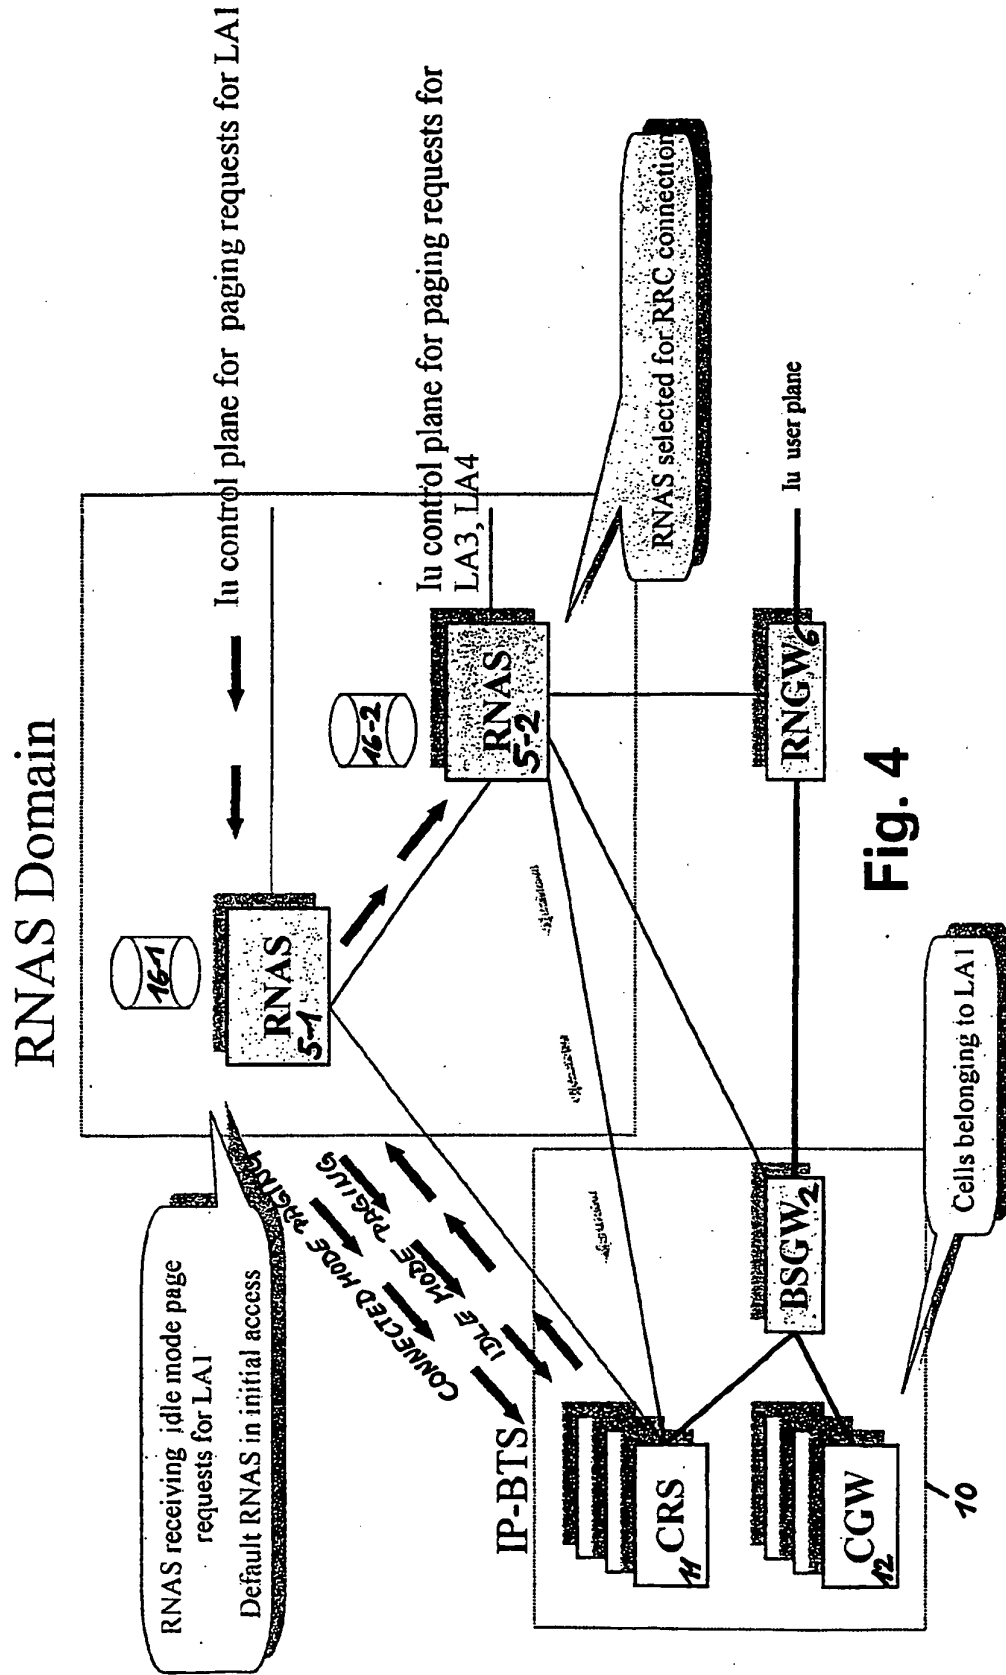 RNAS Domain
RNAS receiving idle mode page
requests for LA1
Default RNAS in initial access
16-1
RNAS
5-1
Iu control plane for paging requests for LA1
16-2
RNAS
5-2
Iu control plane for paging requests for
LA3, LA4
CONNECTED MODE PAGING
IDLE MODE PAGING
RNAS selected for RRC connection
IP-BTS
CRS
11
CGW
12
BSGW
2
RNGW
6
Iu user plane
10
Cells belonging to LA1
Fig. 4